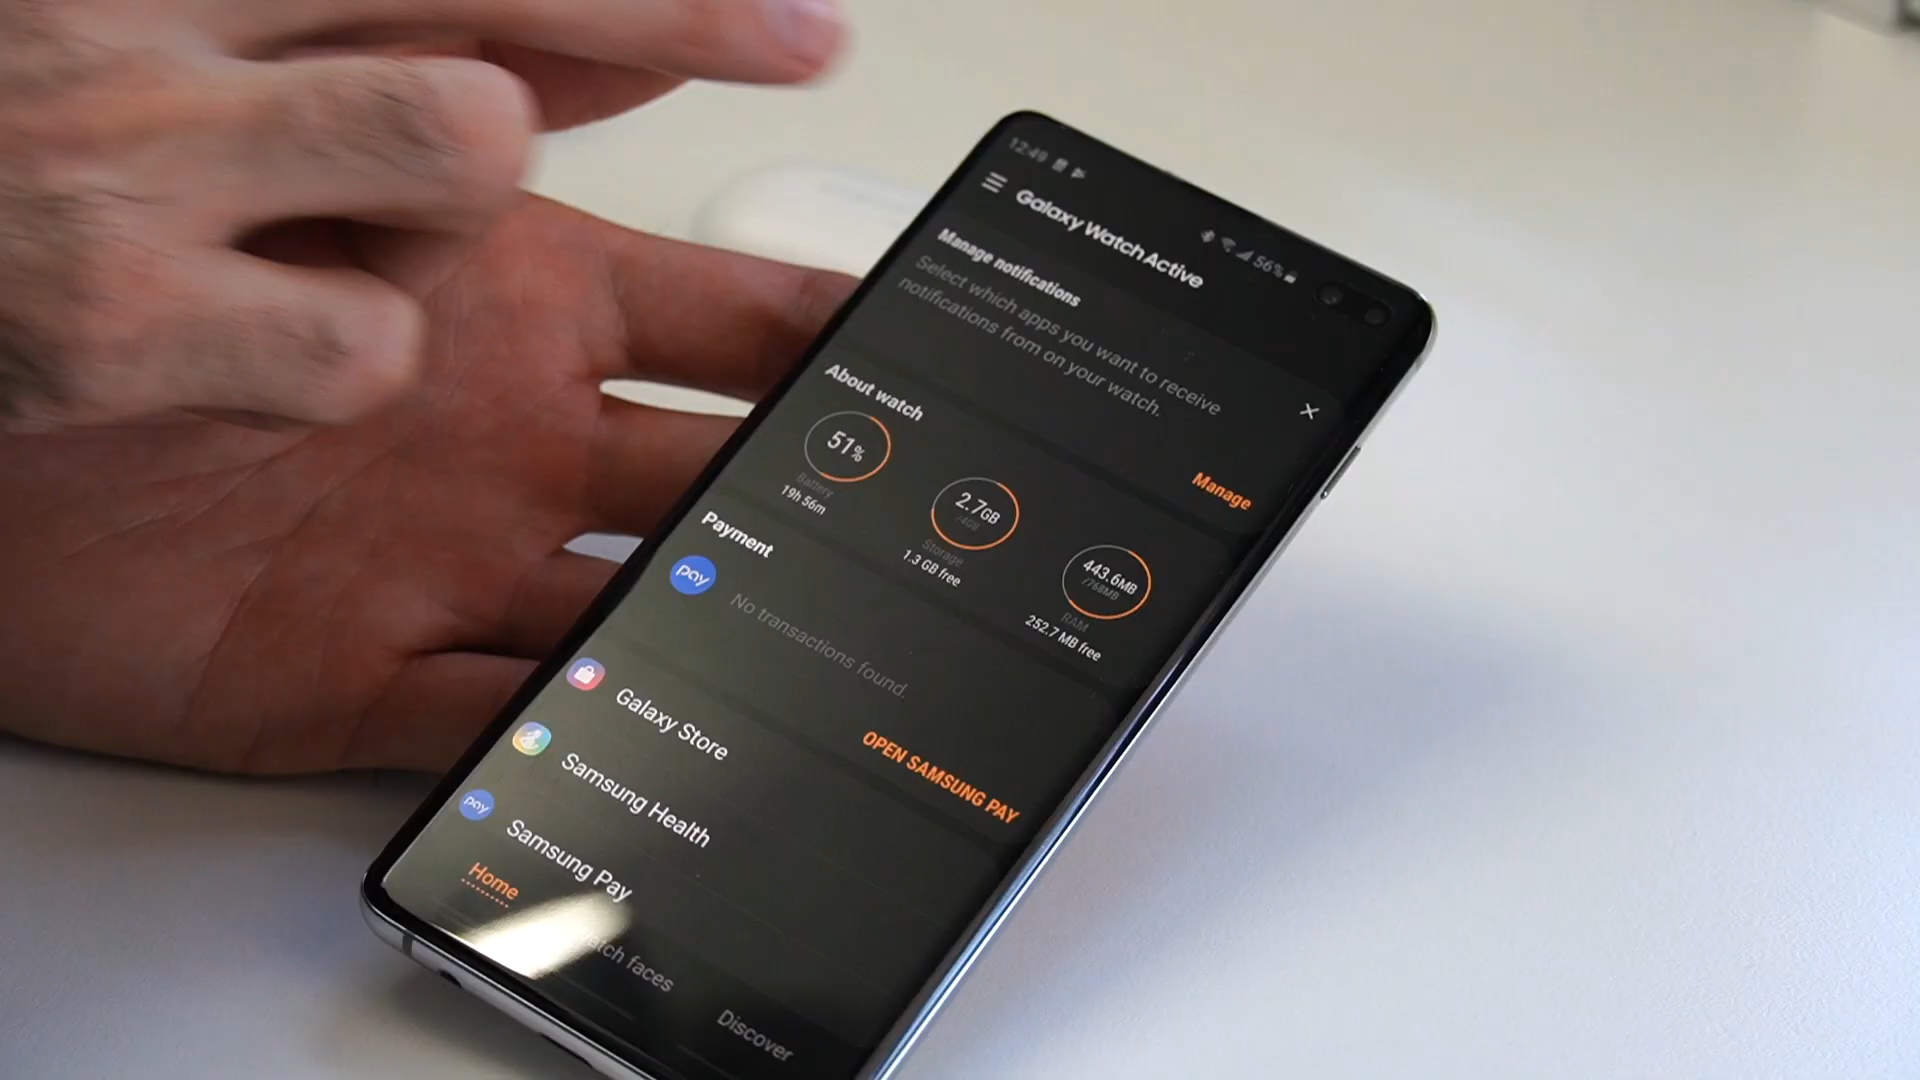 12:49
56%
Galaxy Watch Active
Manage notifications
Select which apps you want to receive
notifications from on your watch.
Manage
About watch
51%
Battery
19h 56m
2.7GB
/4GB
Storage
1.3 GB free
443.6MB
/768MB
RAM
252.7 MB free
Payment
pay
No transactions found.
OPEN SAMSUNG PAY
Galaxy Store
Samsung Health
pay
Samsung Pay
Home
atch faces
Discover